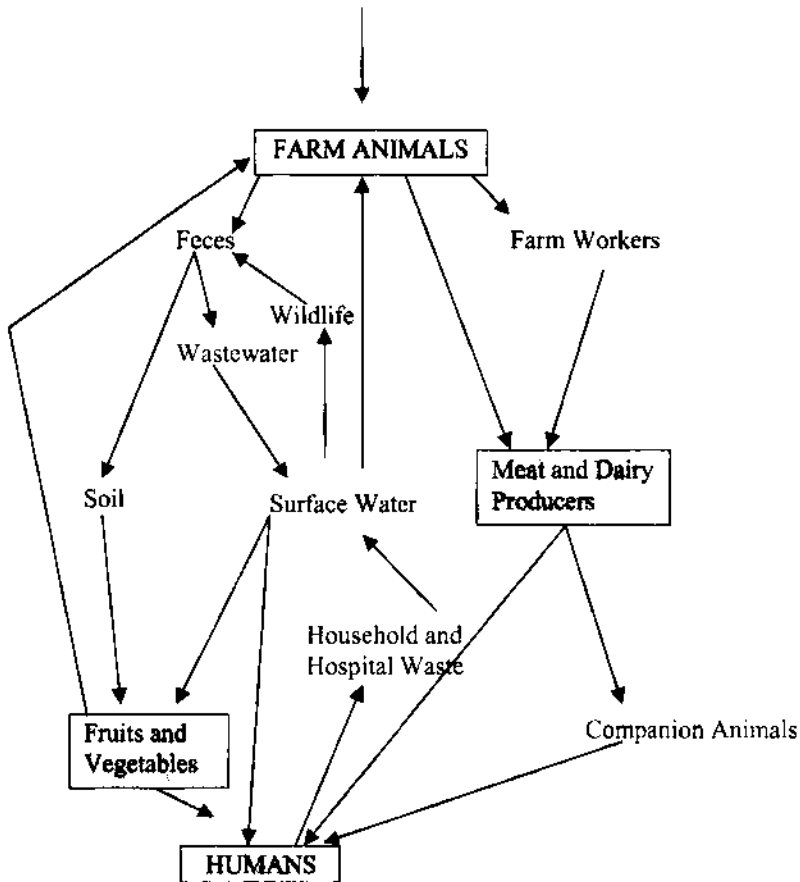 FARM ANIMALS
Feces
Farm Workers
Wildlife
Wastewater
Meat and Dairy
Producers
Soil
Surface Water
Household and
Hospital Waste
Fruits and
Vegetables
Companion Animals
HUMANS